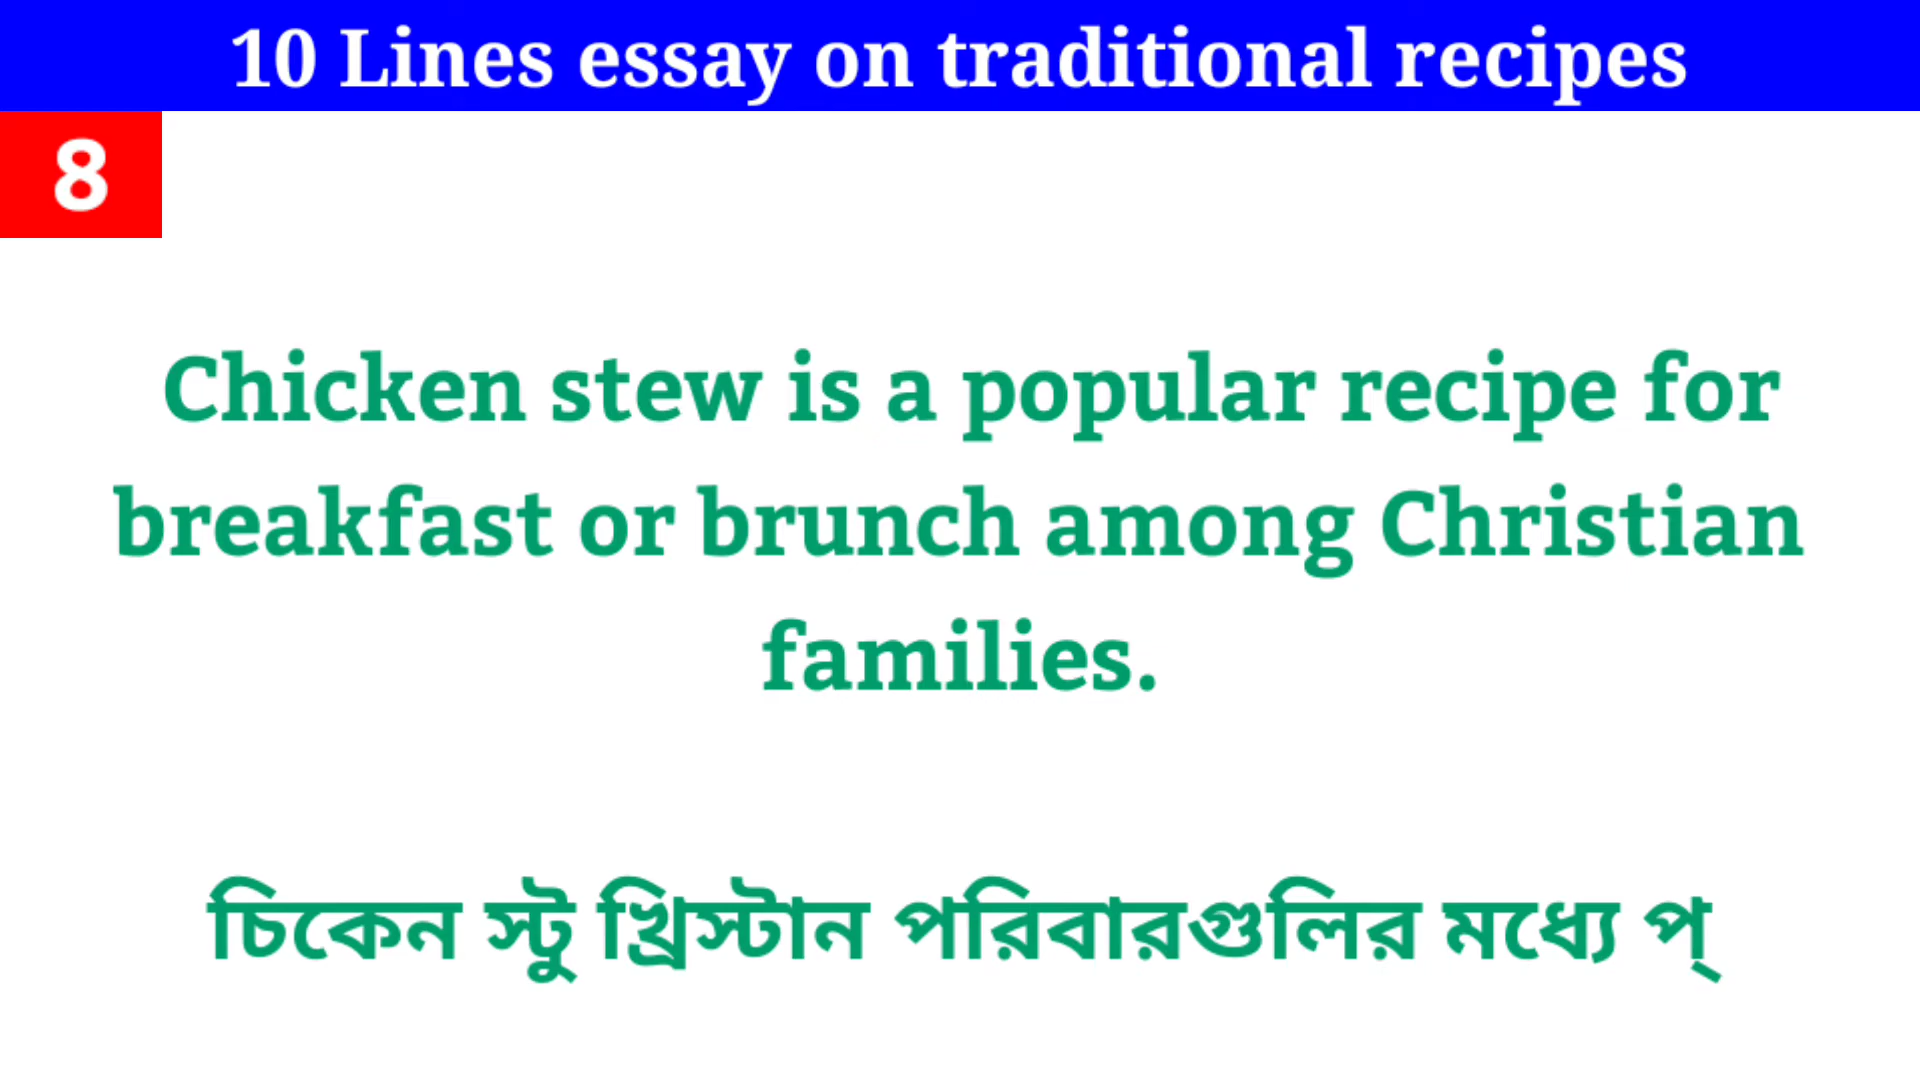 10 Lines essay on traditional recipes
8
Chicken stew is a popular recipe for
breakfast or brunch among Christian
families.
চিকেন স্টু খ্রিস্টান পরিবারগুলির মধ্যে প্